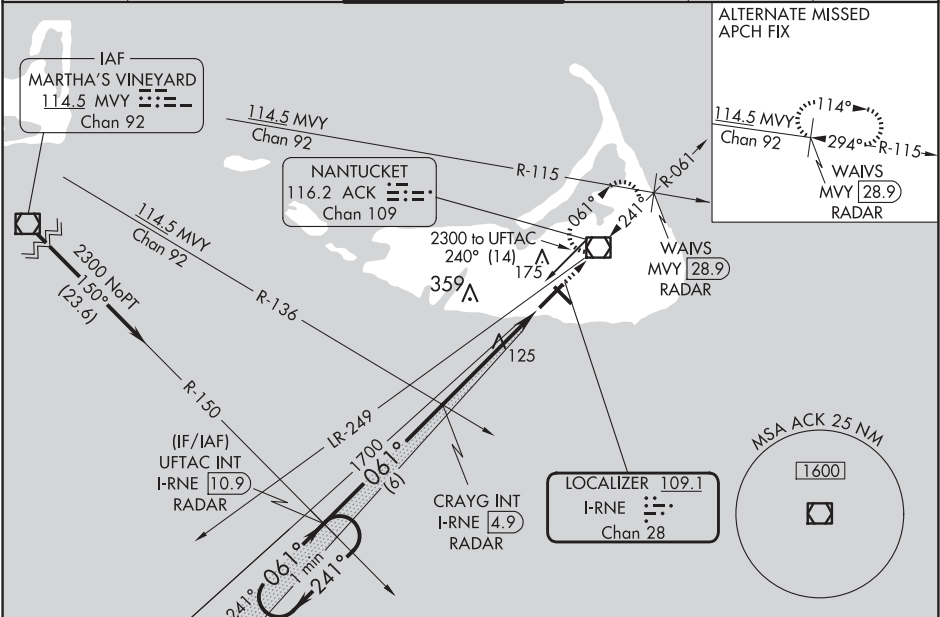 ALTERNATE MISSED
APCH FIX
114.5 MVY
Chan 92
114°
294°
R-115
WAIVS
MVY 28.9
RADAR
IAF
MARTHA'S VINEYARD
114.5 MVY
Chan 92
114.5 MVY
Chan 92
R-115
R-061
NANTUCKET
116.2 ACK
Chan 109
061°
241°
2300 to UFTAC
240° (14)
175
359
WAIVS
MVY 28.9
RADAR
114.5 MVY
Chan 92
R-136
2300 NoPT
150°
(23.6)
R-150
125
LR-249
1700
061°
(6)
(IF/IAF)
UFTAC INT
I-RNE 10.9
RADAR
CRAYG INT
I-RNE 4.9
RADAR
LOCALIZER 109.1
I-RNE
Chan 28
MSA ACK 25 NM
1600
061°
1 min
241°
241°